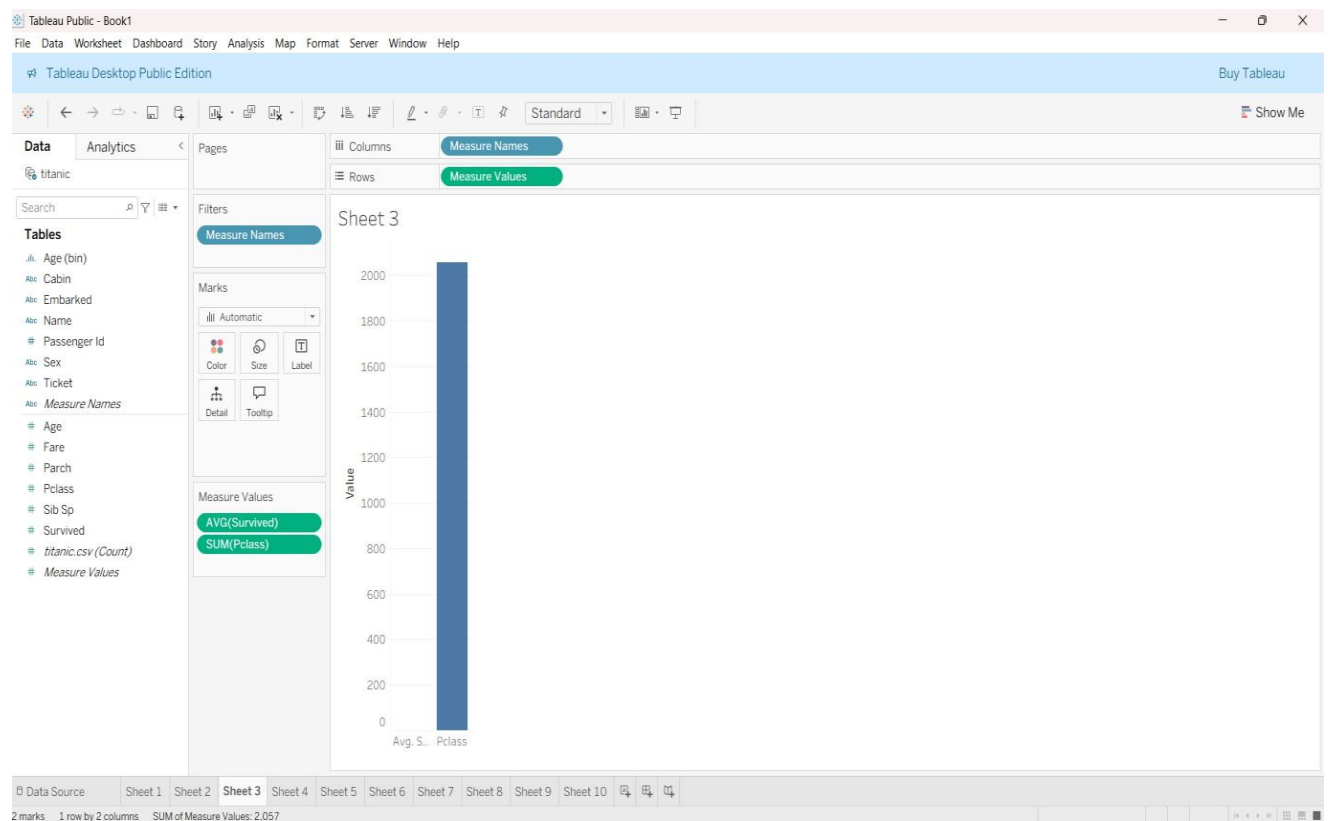 Tableau Public - Book1
File Data Worksheet Dashboard Story Analysis Map Format Server Window Help
Tableau Desktop Public Edition
Buy Tableau
Standard
Show Me
Data
Analytics
titanic
Search
Tables
Age (bin)
Abc Cabin
Abc Embarked
Abc Name
# Passenger Id
Abc Sex
Abc Ticket
Abc Measure Names
# Age
# Fare
# Parch
# Pclass
# Sib Sp
# Survived
# titanic.csv (Count)
# Measure Values
Pages
Filters
Measure Names
Marks
Automatic
Color Size Label
T
Detail Tooltip
Measure Values
AVG(Survived)
SUM(Pclass)
Columns
Measure Names
Rows
Measure Values
Sheet 3
Value
2000
1800
1600
1400
1200
1000
800
600
400
200
0
Avg. S.. Pclass
Data Source Sheet 1 Sheet 2 Sheet 3 Sheet 4 Sheet 5 Sheet 6 Sheet 7 Sheet 8 Sheet 9 Sheet 10
2 marks 1 row by 2 columns SUM of Measure Values: 2,057